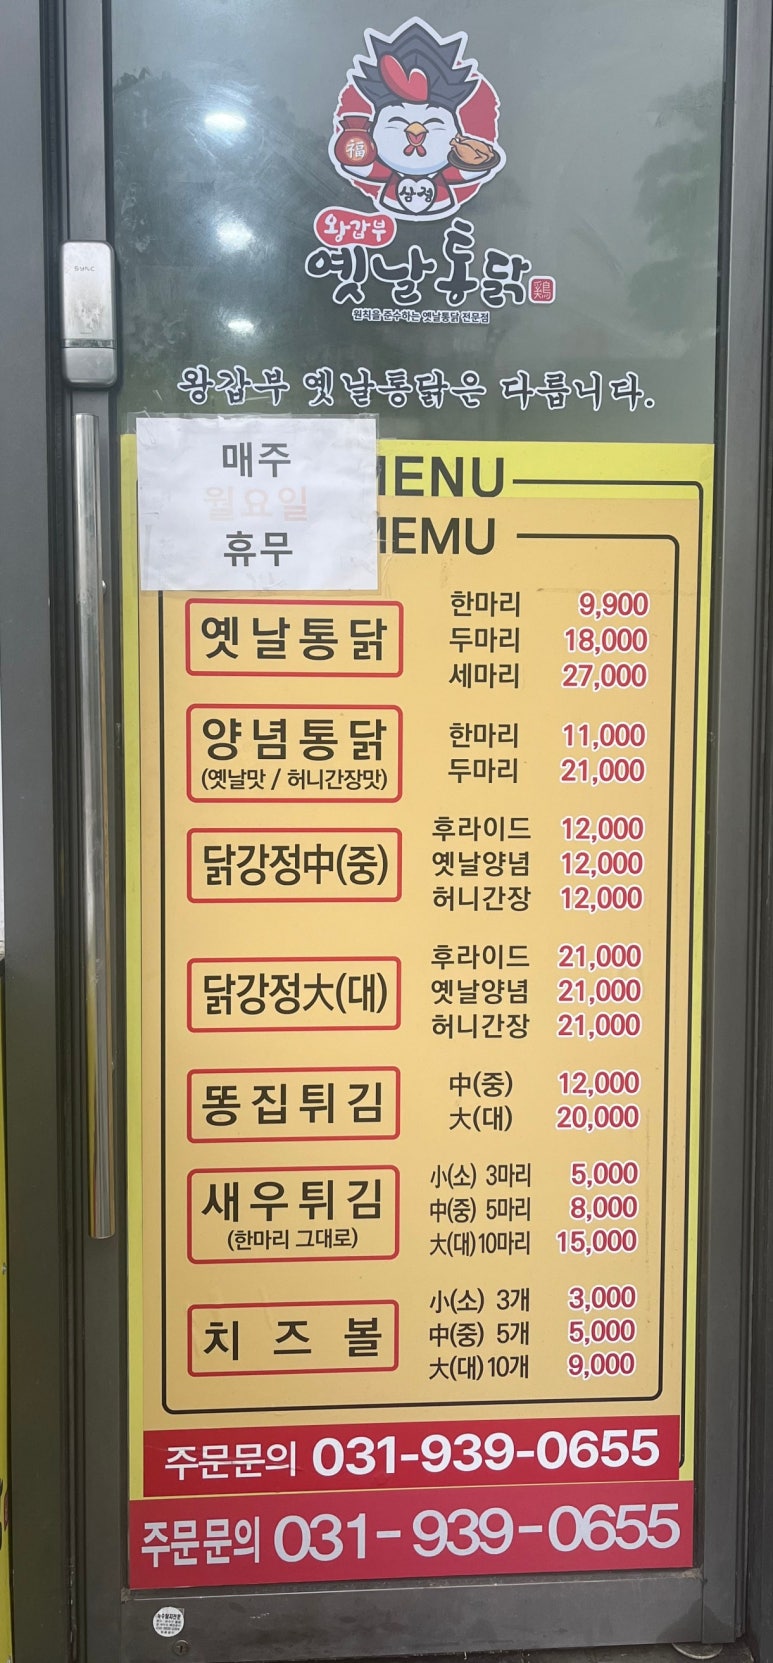 福
삼정
왕갑부
옛날통닭
원칙을 준수하는 옛날통닭 전문점
왕갑부 옛날통닭은 다릅니다.
매주
월요일
휴무
MENU
MEMU
옛날통닭
한마리 9,900
두마리 18,000
세마리 27,000
양념통닭
(옛날맛 / 허니간장맛)
한마리 11,000
두마리 21,000
닭강정中(중)
후라이드 12,000
옛날양념 12,000
허니간장 12,000
닭강정大(대)
후라이드 21,000
옛날양념 21,000
허니간장 21,000
똥집튀김
中(중) 12,000
大(대) 20,000
새우튀김
(한마리 그대로)
小(소) 3마리 5,000
中(중) 5마리 8,000
大(대)10마리 15,000
치즈볼
小(소) 3개 3,000
中(중) 5개 5,000
大(대)10개 9,000
주문문의 031-939-0655
주문문의 031-939-0655